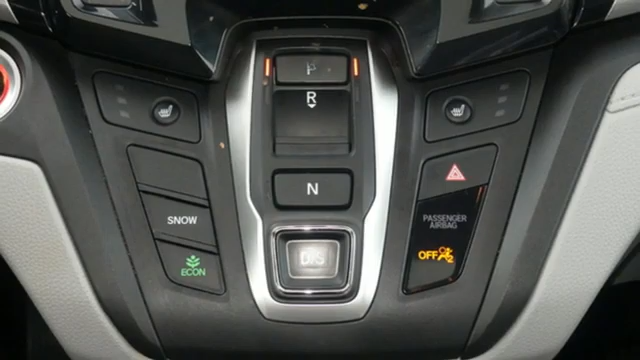 P
R
N
D/S
SNOW
ECON
PASSENGER
AIRBAG
OFF